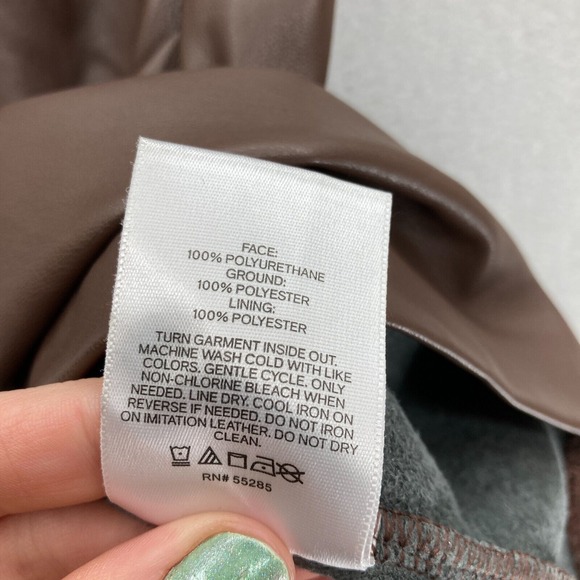 FACE:
100% POLYURETHANE
GROUND:
100% POLYESTER
LINING:
100% POLYESTER
TURN GARMENT INSIDE OUT.
MACHINE WASH COLD WITH LIKE
COLORS. GENTLE CYCLE. ONLY
NON-CHLORINE BLEACH WHEN
NEEDED. LINE DRY. COOL IRON ON
REVERSE IF NEEDED. DO NOT IRON
ON IMITATION LEATHER. DO NOT DRY
CLEAN.
RN# 55285